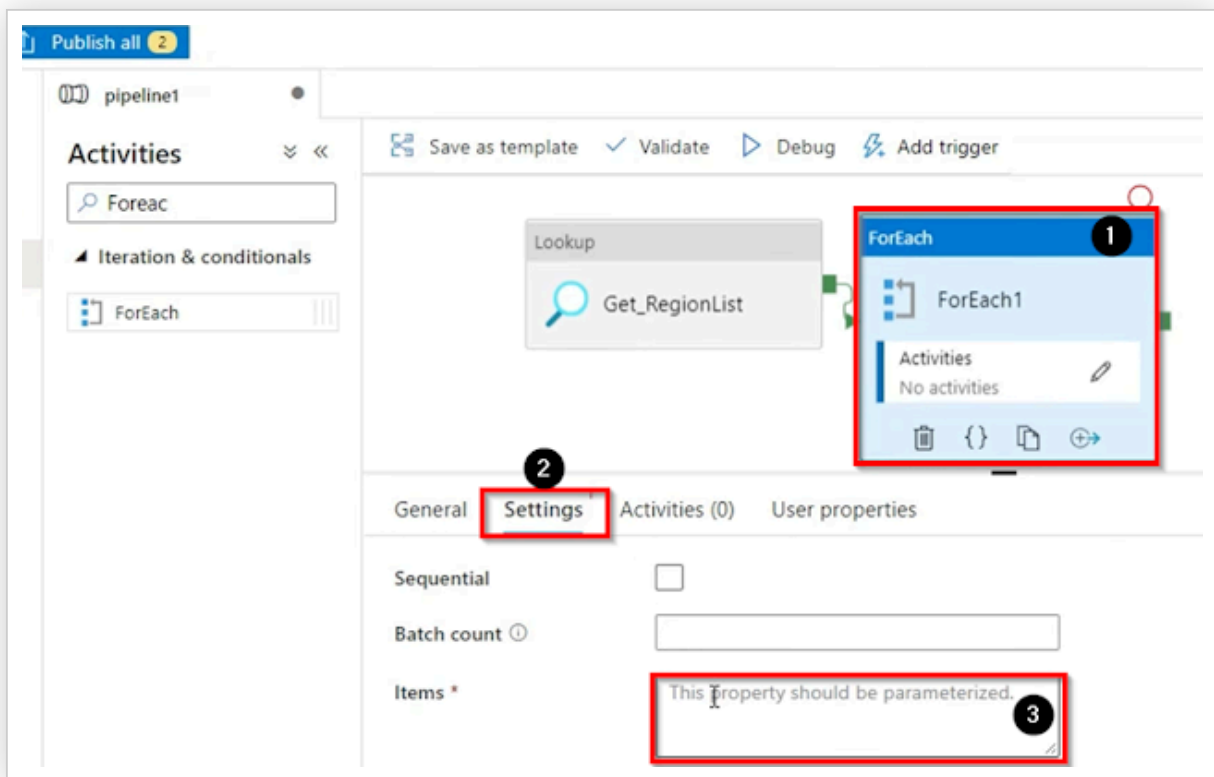 Publish all 2
pipeline1
Activities
Foreac
Iteration & conditionals
ForEach
Save as template
Validate
Debug
Add trigger
Lookup
Get_RegionList
ForEach
1
ForEach1
Activities
No activities
{}
2
General
Settings
Activities (0)
User properties
Sequential
Batch count
Items *
This property should be parameterized.
3